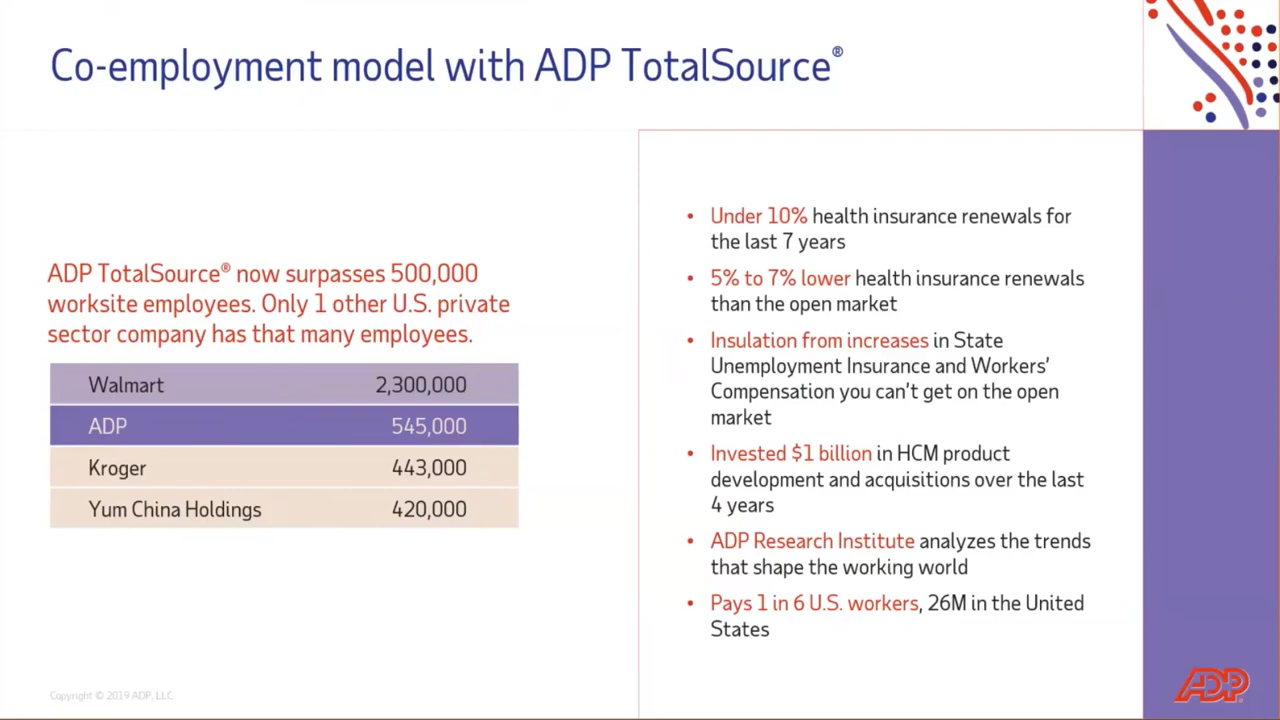 Co-employment model with ADP TotalSource®
ADP TotalSource® now surpasses 500,000
worksite employees. Only 1 other U.S. private
sector company has that many employees.
Walmart 2,300,000
ADP 545,000
Kroger 443,000
Yum China Holdings 420,000
• Under 10% health insurance renewals for
the last 7 years
• 5% to 7% lower health insurance renewals
than the open market
• Insulation from increases in State
Unemployment Insurance and Workers’
Compensation you can’t get on the open
market
• Invested $1 billion in HCM product
development and acquisitions over the last
4 years
• ADP Research Institute analyzes the trends
that shape the working world
• Pays 1 in 6 U.S. workers, 26M in the United
States
Copyright © 2019 ADP, LLC
ADP